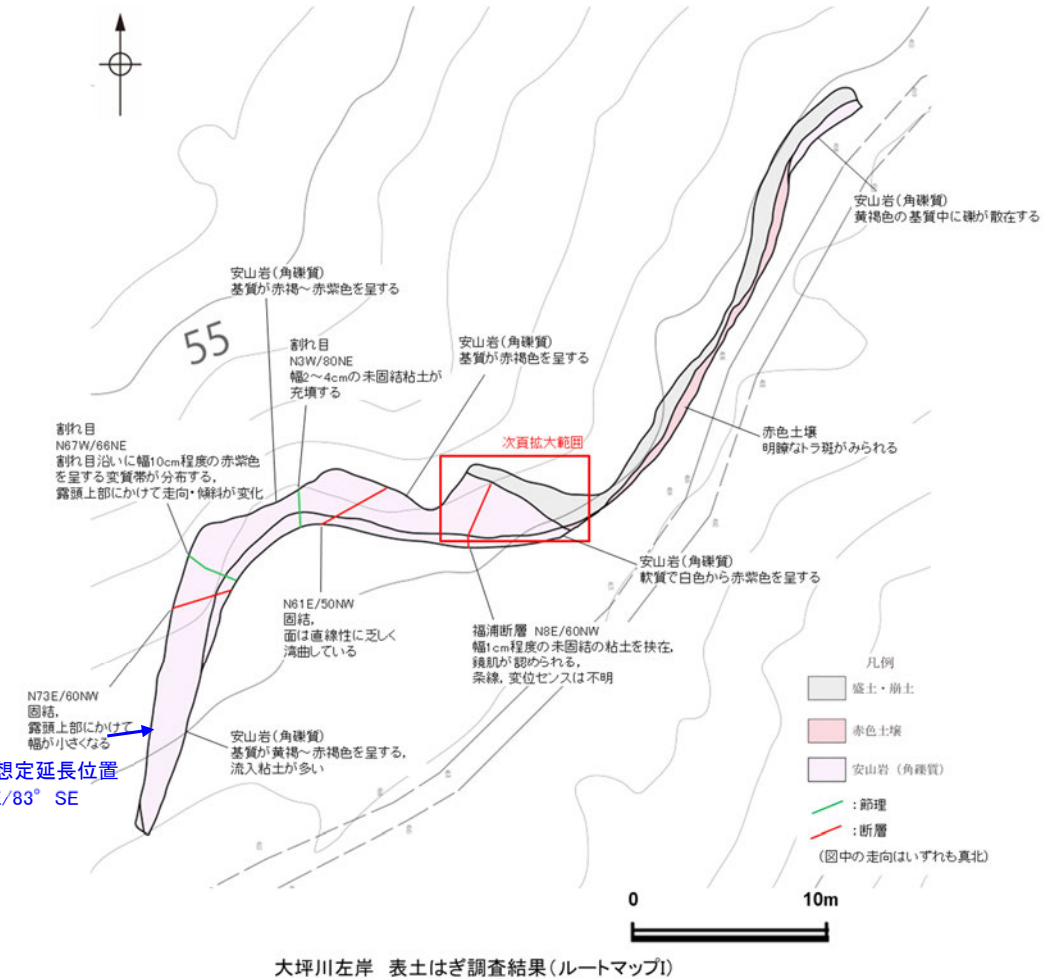 安山岩(角礫質)
黄褐色の基質中に礫が散在する
安山岩(角礫質)
基質が赤褐～赤紫色を呈する
55
割れ目
N3W/80NE
幅2～4cmの未固結粘土が
充填する
安山岩(角礫質)
基質が赤褐色を呈する
割れ目
N67W/66NE
割れ目沿いに幅10cm程度の赤紫色
を呈する変質帯が分布する,
露頭上部にかけて走向・傾斜が変化
次頁拡大範囲
赤色土壌
明瞭なトラ斑がみられる
安山岩(角礫質)
軟質で白色から赤紫色を呈する
N61E/50NW
固結,
面は直線性に乏しく
湾曲している
福浦断層 N8E/60NW
幅1cm程度の未固結の粘土を挟在,
鏡肌が認められる,
条線, 変位センスは不明
N73E/60NW
固結,
露頭上部にかけて
幅が小さくなる
想定延長位置
/83° SE
安山岩(角礫質)
基質が黄褐～赤褐色を呈する,
流入粘土が多い
凡例
盛土・崩土
赤色土壌
安山岩（角礫質）
：節理
：断層
(図中の走向はいずれも真北)
0 10m
大坪川左岸 表土はぎ調査結果(ルートマップI)